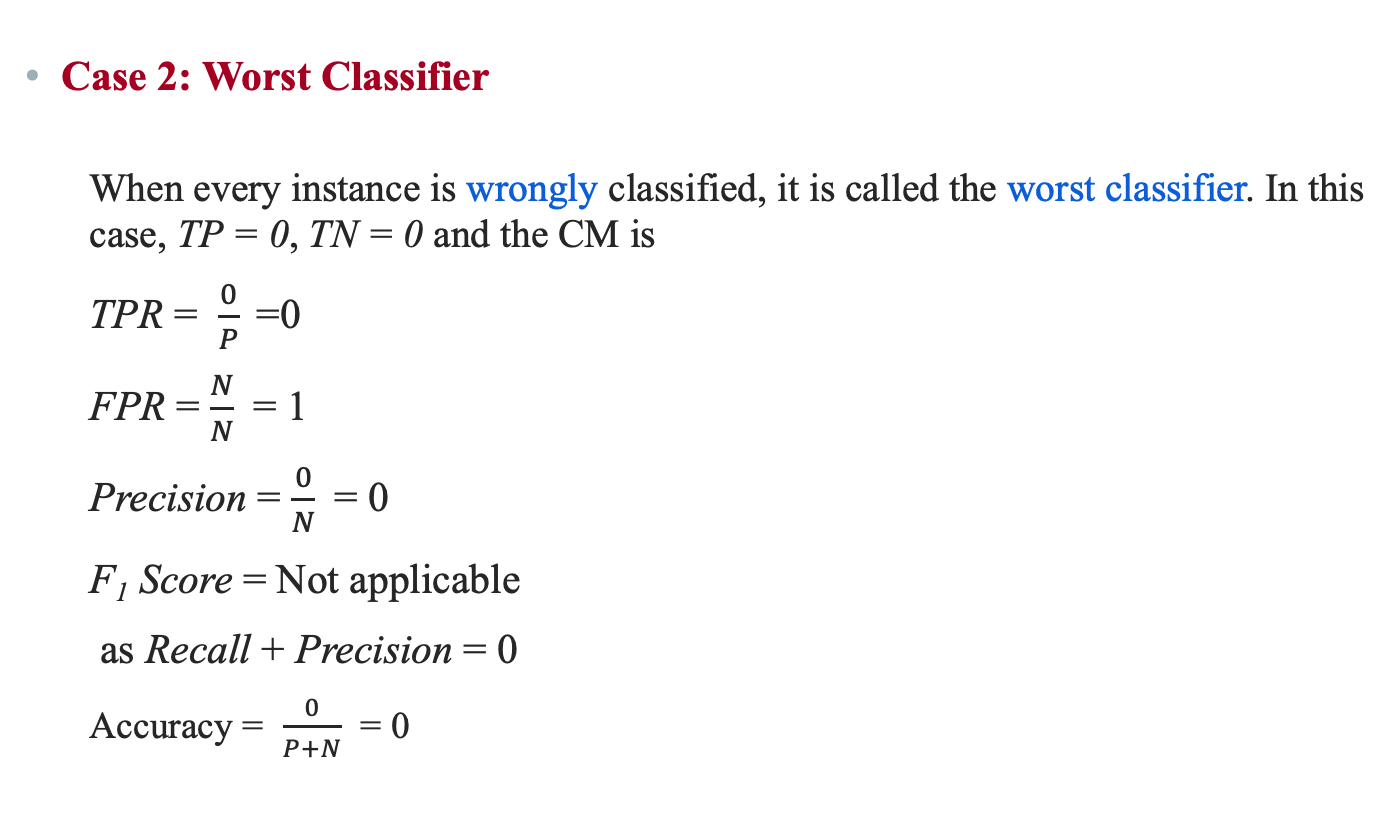 • Case 2: Worst Classifier
When every instance is wrongly classified, it is called the worst classifier. In this
case, TP = 0, TN = 0 and the CM is
TPR = 0/P =0
FPR = N/N = 1
Precision = 0/N = 0
F₁ Score = Not applicable
as Recall + Precision = 0
Accuracy = 0/P+N = 0